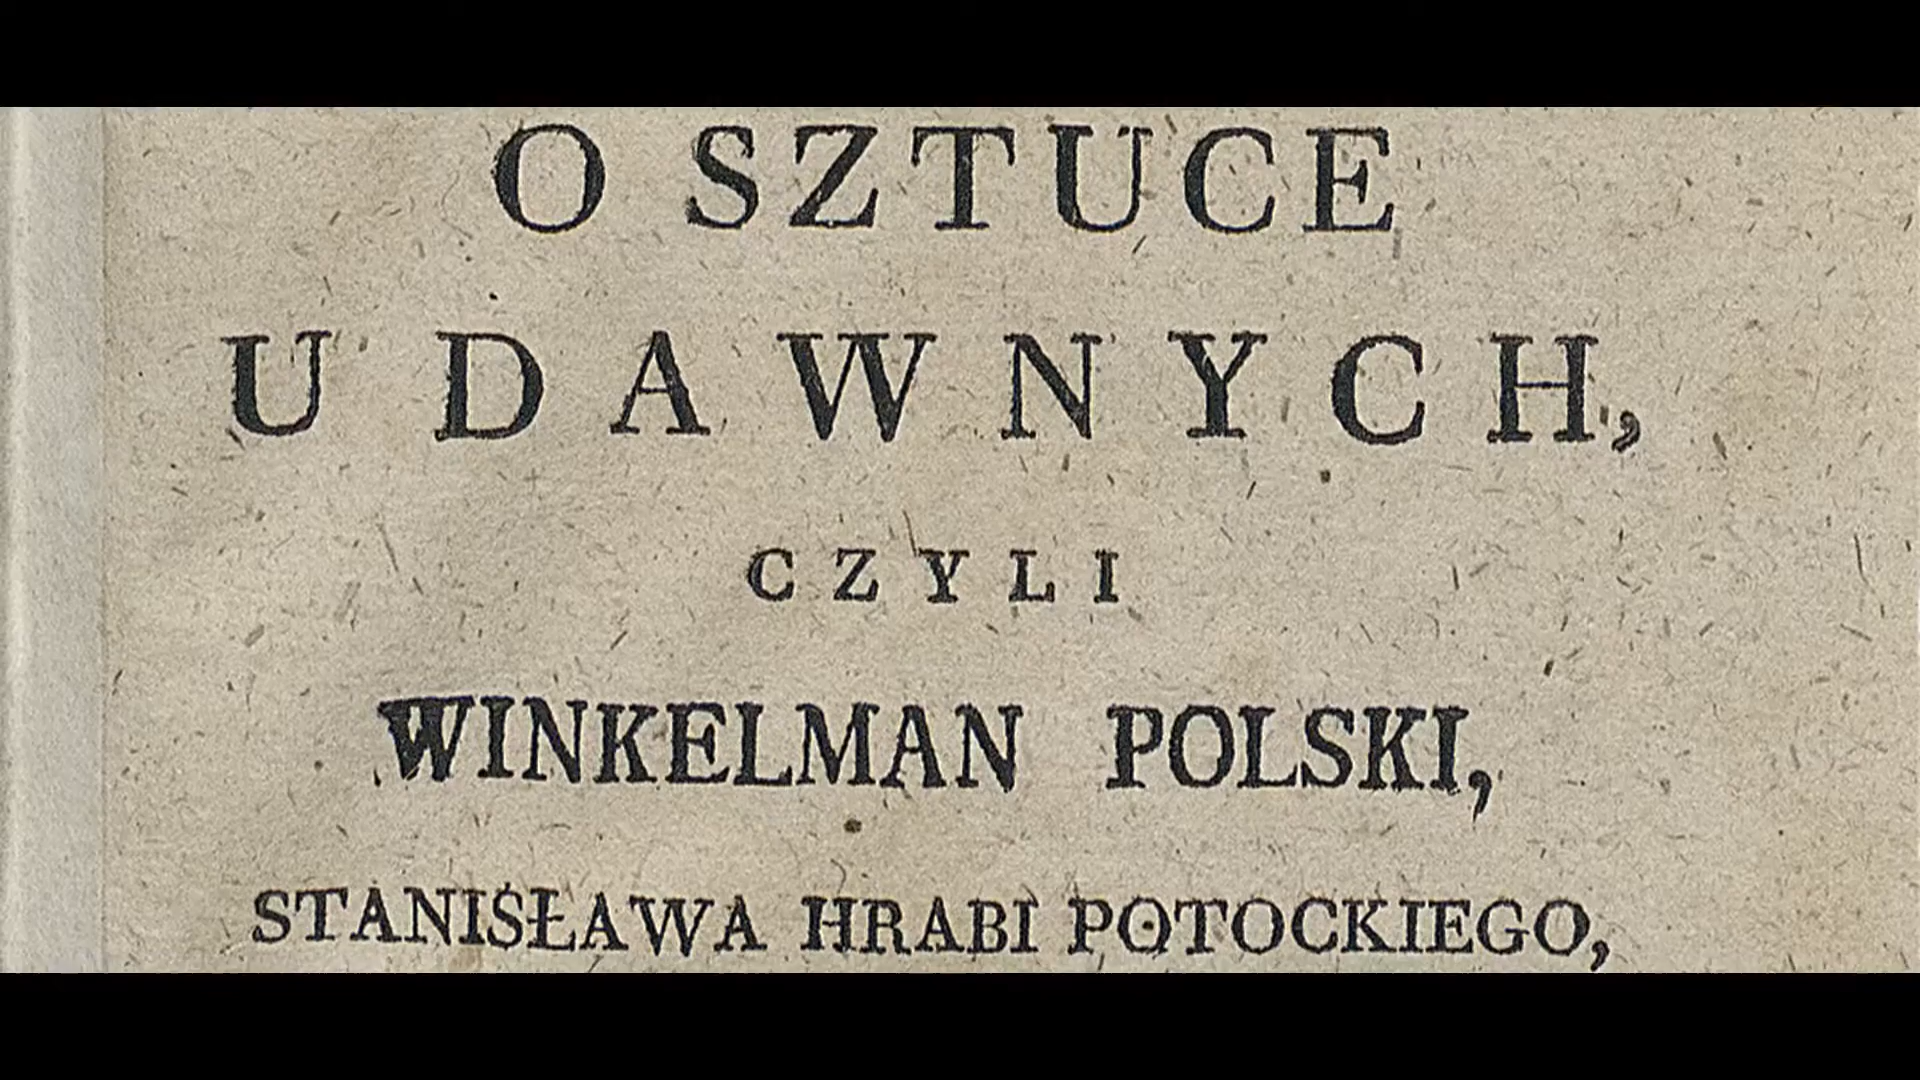 O SZTUCE
U DAWNYCH,
CZYLI
WINKELMAN POLSKI,
STANISŁAWA HRABI POTOCKIEGO,